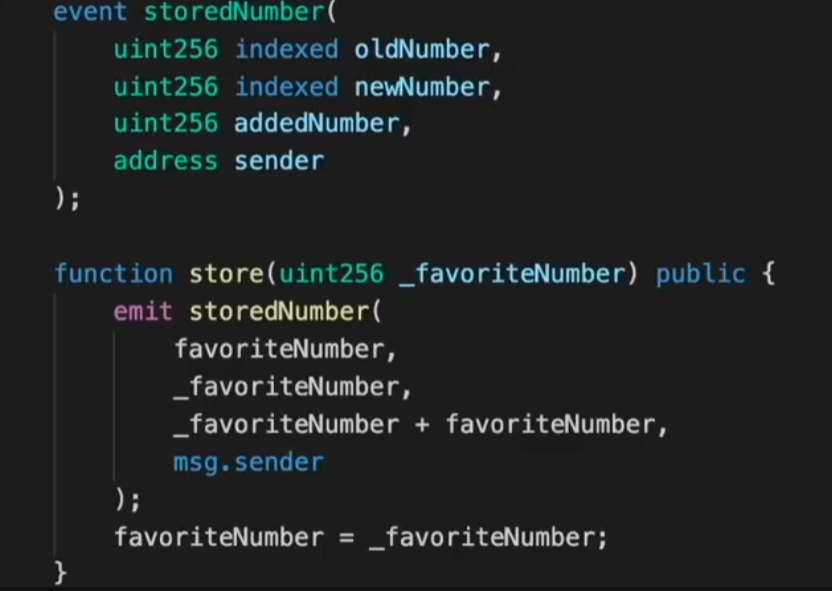 event storedNumber(
uint256 indexed oldNumber,
uint256 indexed newNumber,
uint256 addedNumber,
address sender
);
function store(uint256 _favoriteNumber) public {
emit storedNumber(
favoriteNumber,
_favoriteNumber,
_favoriteNumber + favoriteNumber,
msg.sender
);
favoriteNumber = _favoriteNumber;
}